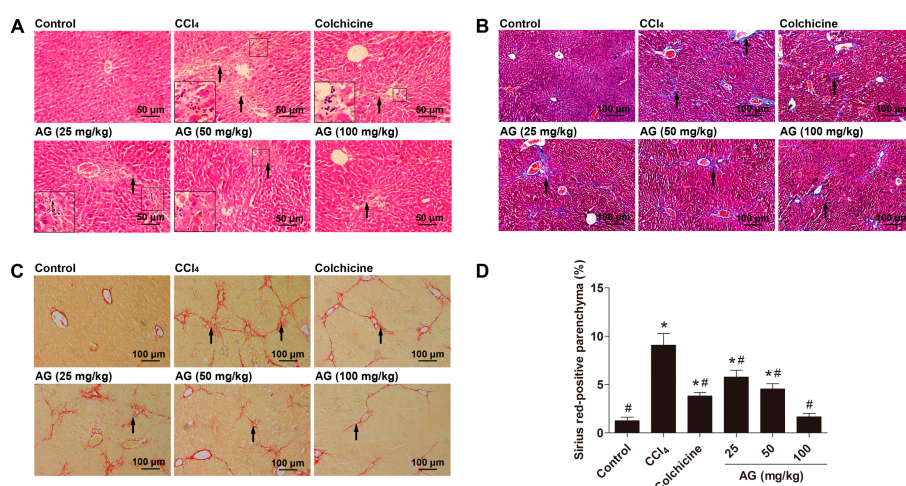 A
Control
CCl₄
Colchicine
50 µm
50 µm
50 µm
AG (25 mg/kg)
AG (50 mg/kg)
AG (100 mg/kg)
50 µm
50 µm
50 µm
B
Control
CCl₄
Colchicine
100 µm
100 µm
100 µm
AG (25 mg/kg)
AG (50 mg/kg)
AG (100 mg/kg)
100 µm
100 µm
100 µm
C
Control
CCl₄
Colchicine
100 µm
100 µm
100 µm
AG (25 mg/kg)
AG (50 mg/kg)
AG (100 mg/kg)
100 µm
100 µm
100 µm
D
Sirius red-positive parenchyma (%)
15
10
5
0
#
*
*#
*#
*#
#
Control
CCl₄
Colchicine
25
50
100
AG (mg/kg)